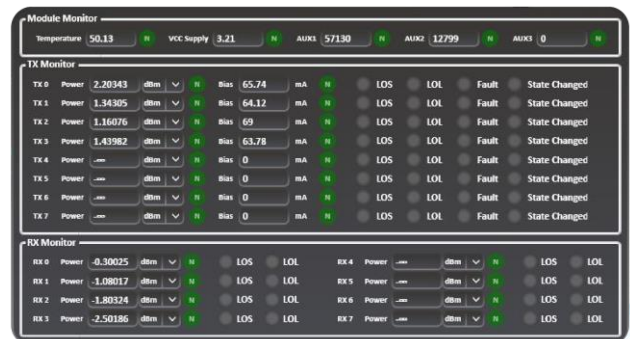 Module Monitor
Temperature 50.13 N VCC Supply 3.21 N AUX1 57130 N AUX2 12799 N AUX3 0 N
TX Monitor
TX 0 Power 2.20343 dBm N Bias 65.74 mA N LOS LOL Fault State Changed
TX 1 Power 1.34305 dBm N Bias 64.12 mA N LOS LOL Fault State Changed
TX 2 Power 1.16076 dBm N Bias 69 mA N LOS LOL Fault State Changed
TX 3 Power 1.43982 dBm N Bias 63.78 mA N LOS LOL Fault State Changed
TX 4 Power -∞ dBm N Bias 0 mA N LOS LOL Fault State Changed
TX 5 Power -∞ dBm N Bias 0 mA N LOS LOL Fault State Changed
TX 6 Power -∞ dBm N Bias 0 mA N LOS LOL Fault State Changed
TX 7 Power -∞ dBm N Bias 0 mA N LOS LOL Fault State Changed
RX Monitor
RX 0 Power -0.30025 dBm N LOS LOL RX 4 Power -∞ dBm N LOS LOL
RX 1 Power -1.08017 dBm N LOS LOL RX 5 Power -∞ dBm N LOS LOL
RX 2 Power -1.80324 dBm N LOS LOL RX 6 Power -∞ dBm N LOS LOL
RX 3 Power -2.50186 dBm N LOS LOL RX 7 Power -∞ dBm N LOS LOL